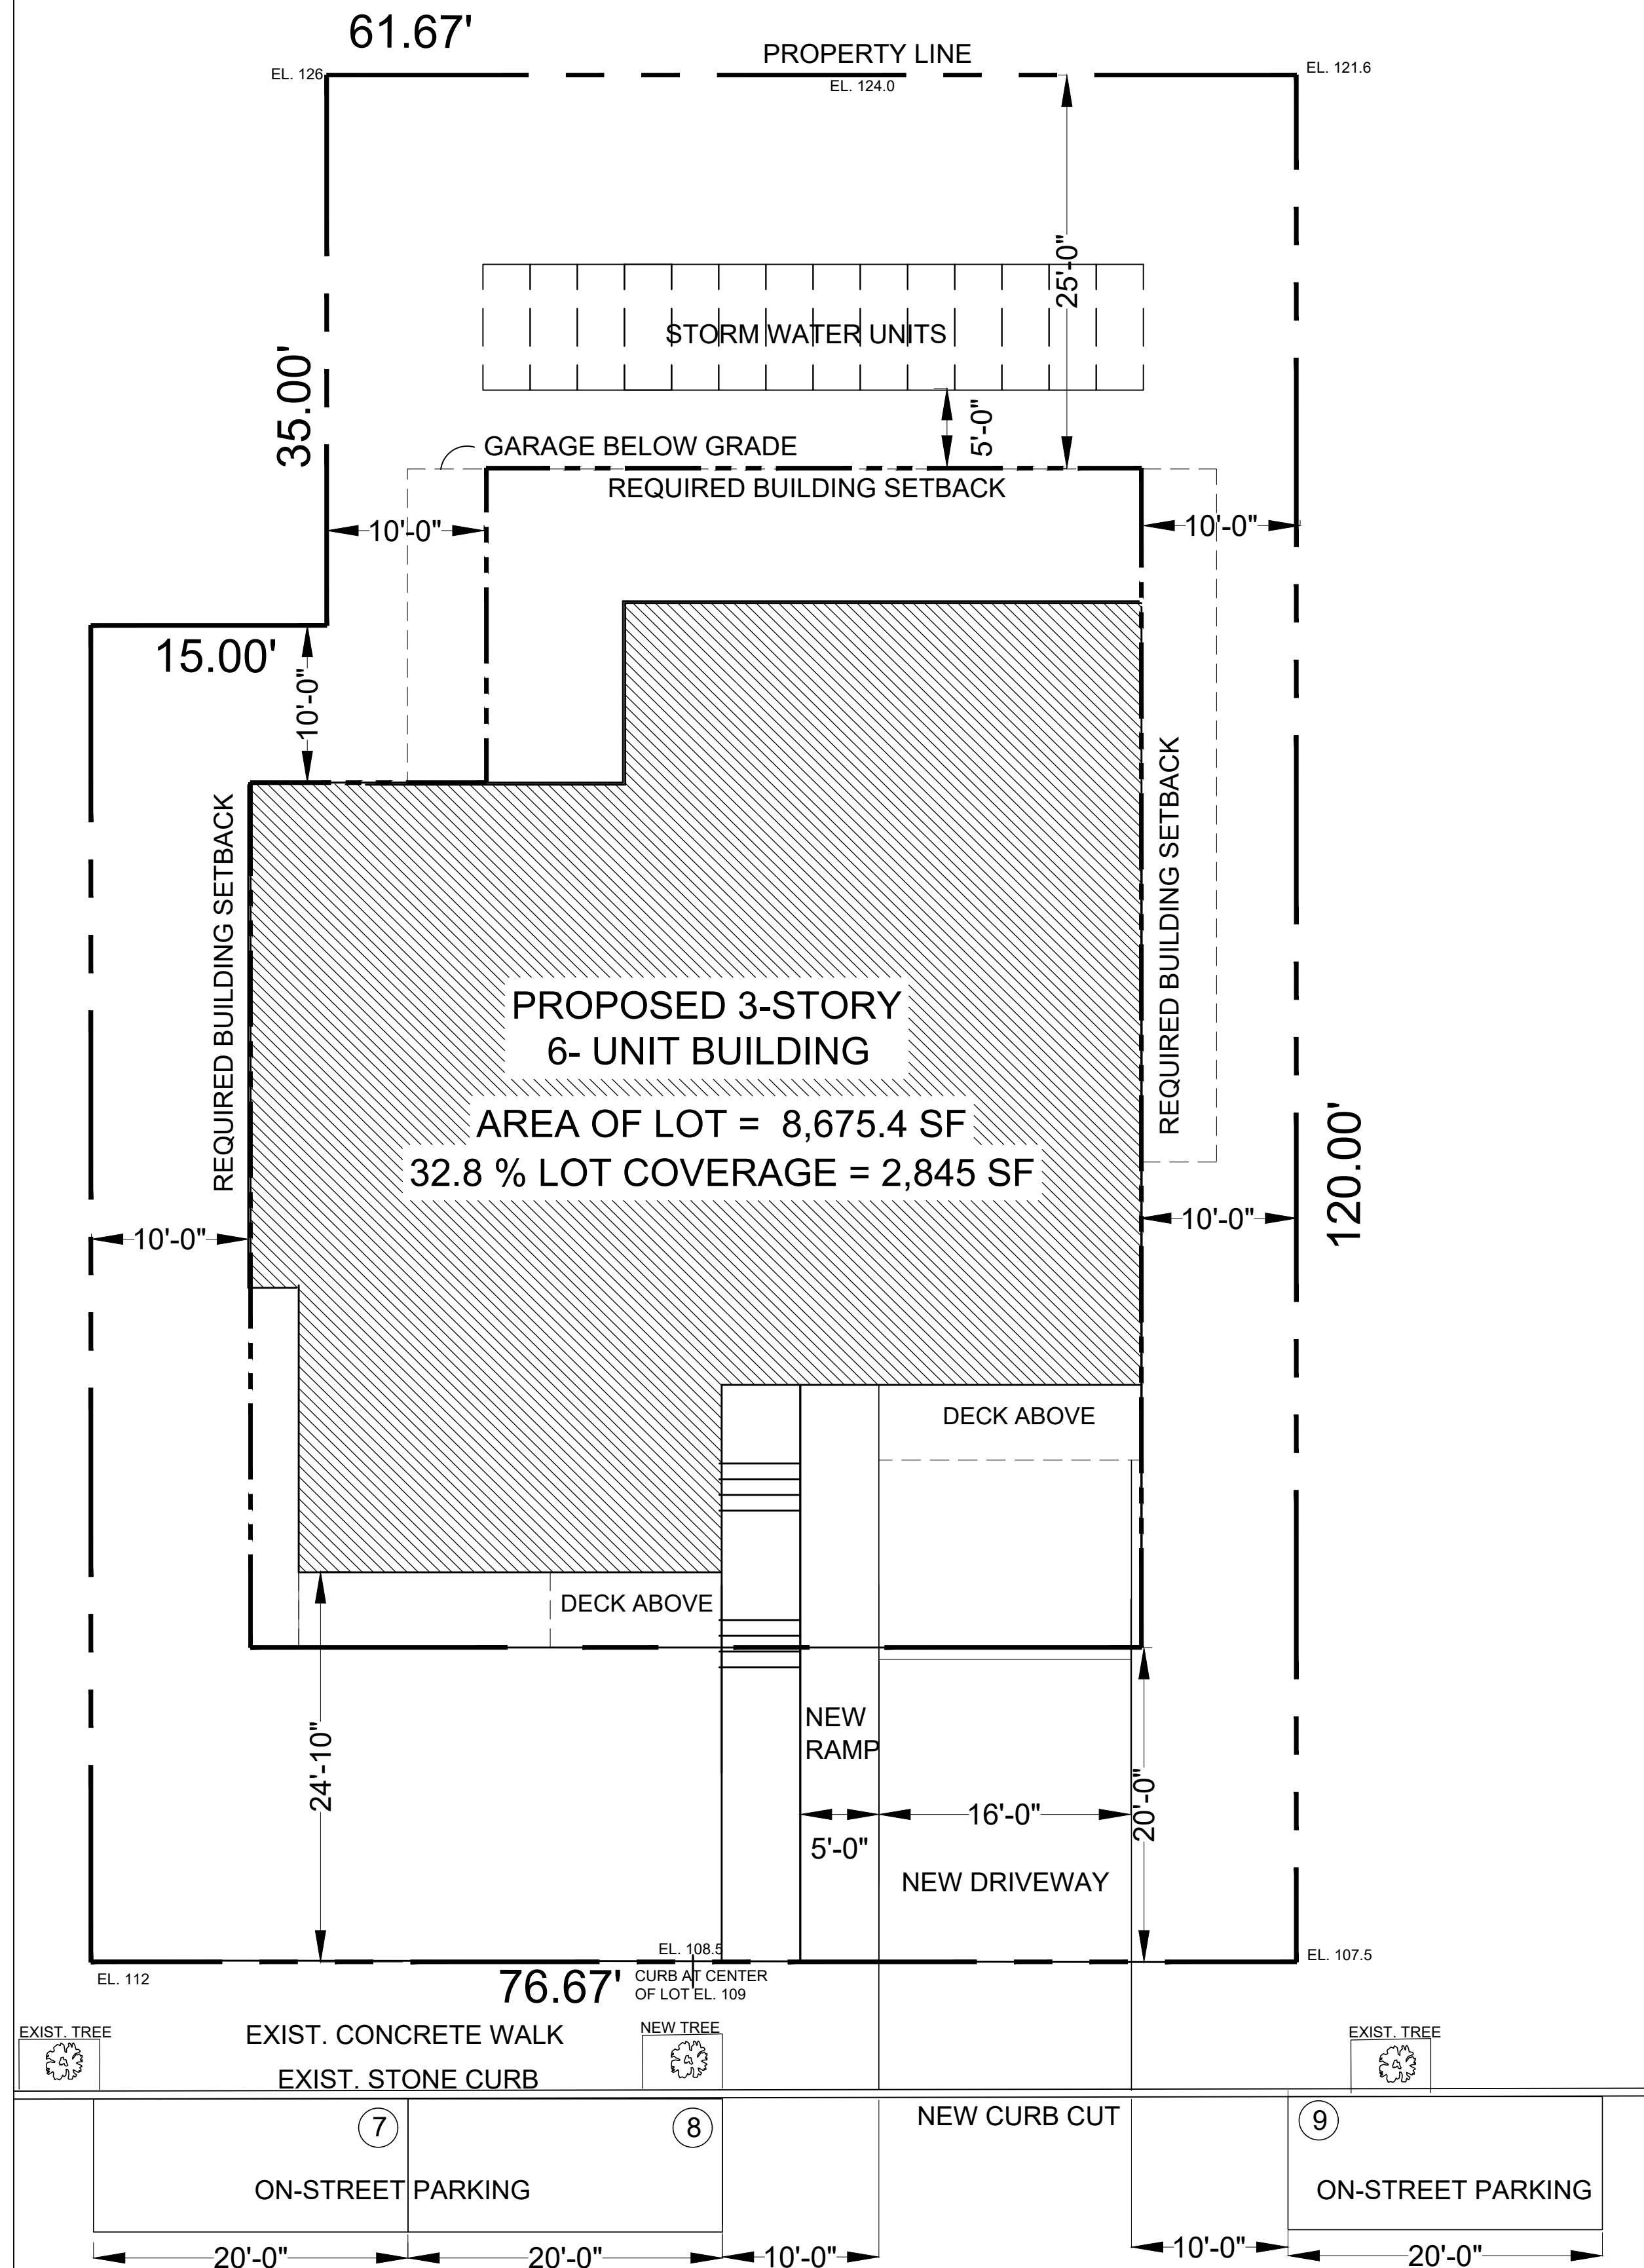 61.67'
PROPERTY LINE
EL. 126
EL. 124.0
EL. 121.6
25'-0"
STORM WATER UNITS
35.00'
5'-0"
GARAGE BELOW GRADE
REQUIRED BUILDING SETBACK
10'-0"
10'-0"
15.00'
10'-0"
REQUIRED BUILDING SETBACK
REQUIRED BUILDING SETBACK
PROPOSED 3-STORY
6- UNIT BUILDING
AREA OF LOT = 8,675.4 SF
32.8 % LOT COVERAGE = 2,845 SF
120.00'
10'-0"
10'-0"
DECK ABOVE
DECK ABOVE
NEW
RAMP
24'-10"
20'-0"
16'-0"
5'-0"
NEW DRIVEWAY
EL. 108.5
EL. 107.5
EL. 112
76.67'
CURB AT CENTER
OF LOT EL. 109
EXIST. TREE
EXIST. CONCRETE WALK
NEW TREE
EXIST. TREE
EXIST. STONE CURB
NEW CURB CUT
7
8
9
ON-STREET PARKING
ON-STREET PARKING
20'-0"
20'-0"
10'-0"
10'-0"
20'-0"